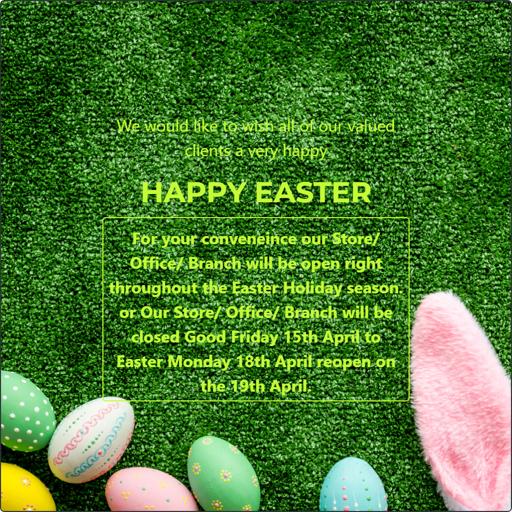 We would like to wish all of our valued
clients a very happy
HAPPY EASTER
For your conveneince our Store/
Office/ Branch will be open right
throughout the Easter Holiday season.
or Our Store/ Office/ Branch will be
closed Good Friday 15th April to
Easter Monday 18th April reopen on
the 19th April.